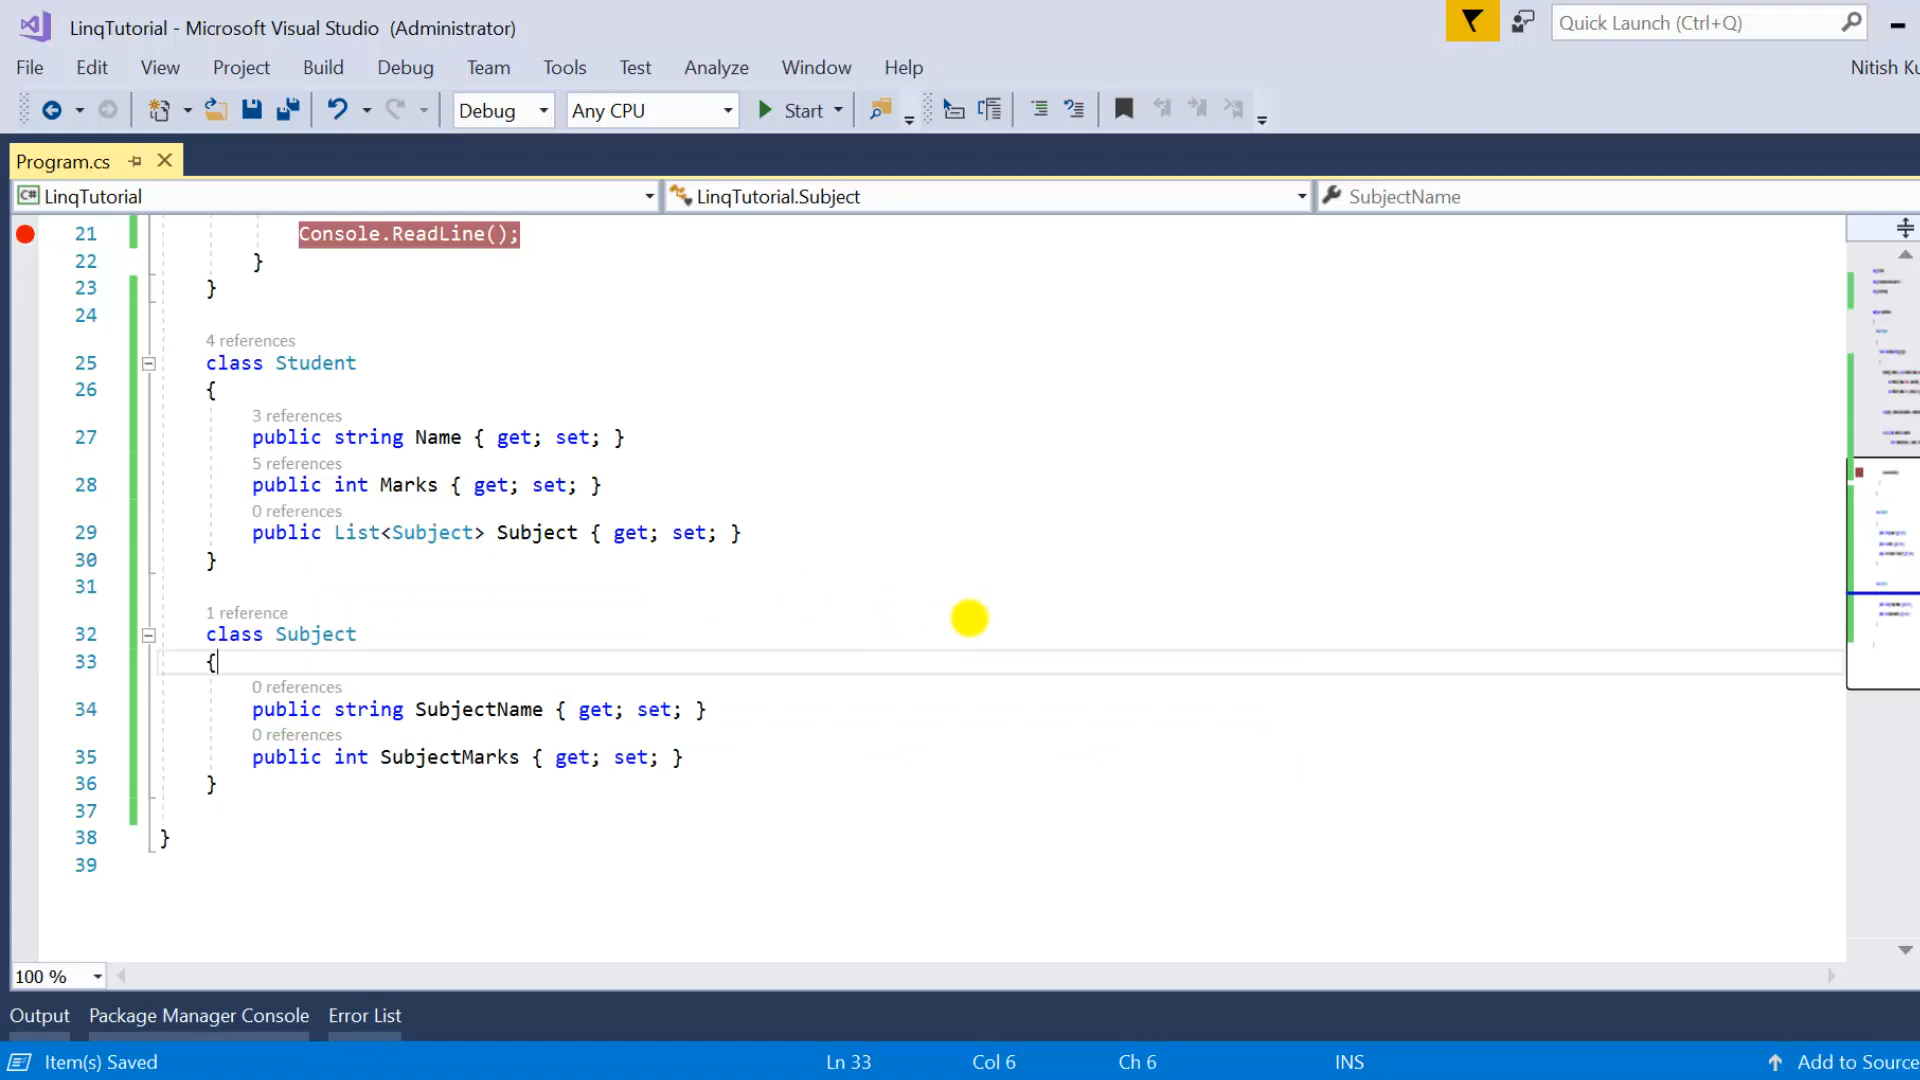 LinqTutorial - Microsoft Visual Studio (Administrator)
Quick Launch (Ctrl+Q)
File Edit View Project Build Debug Team Tools Test Analyze Window Help
Nitish Ku
Debug Any CPU Start
Program.cs
C# LinqTutorial LinqTutorial.Subject SubjectName
21 Console.ReadLine();
22 }
23 }
24
4 references
25 class Student
26 {
3 references
27 public string Name { get; set; }
5 references
28 public int Marks { get; set; }
0 references
29 public List<Subject> Subject { get; set; }
30 }
31
1 reference
32 class Subject
33 {
0 references
34 public string SubjectName { get; set; }
0 references
35 public int SubjectMarks { get; set; }
36 }
37
38 }
39
100 %
Output Package Manager Console Error List
Item(s) Saved Ln 33 Col 6 Ch 6 INS Add to Source